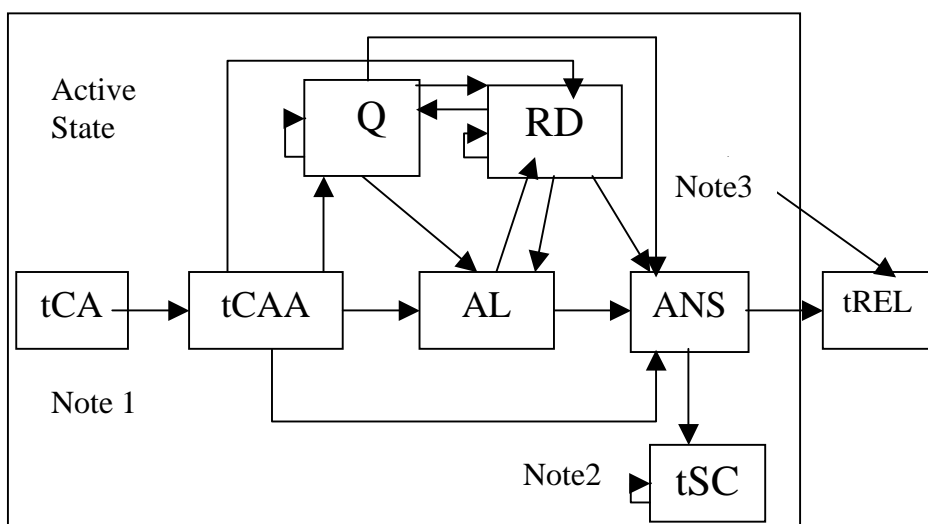 Active
State
Q
RD
Note3
tCA
tCAA
AL
ANS
tREL
Note 1
Note2
tSC